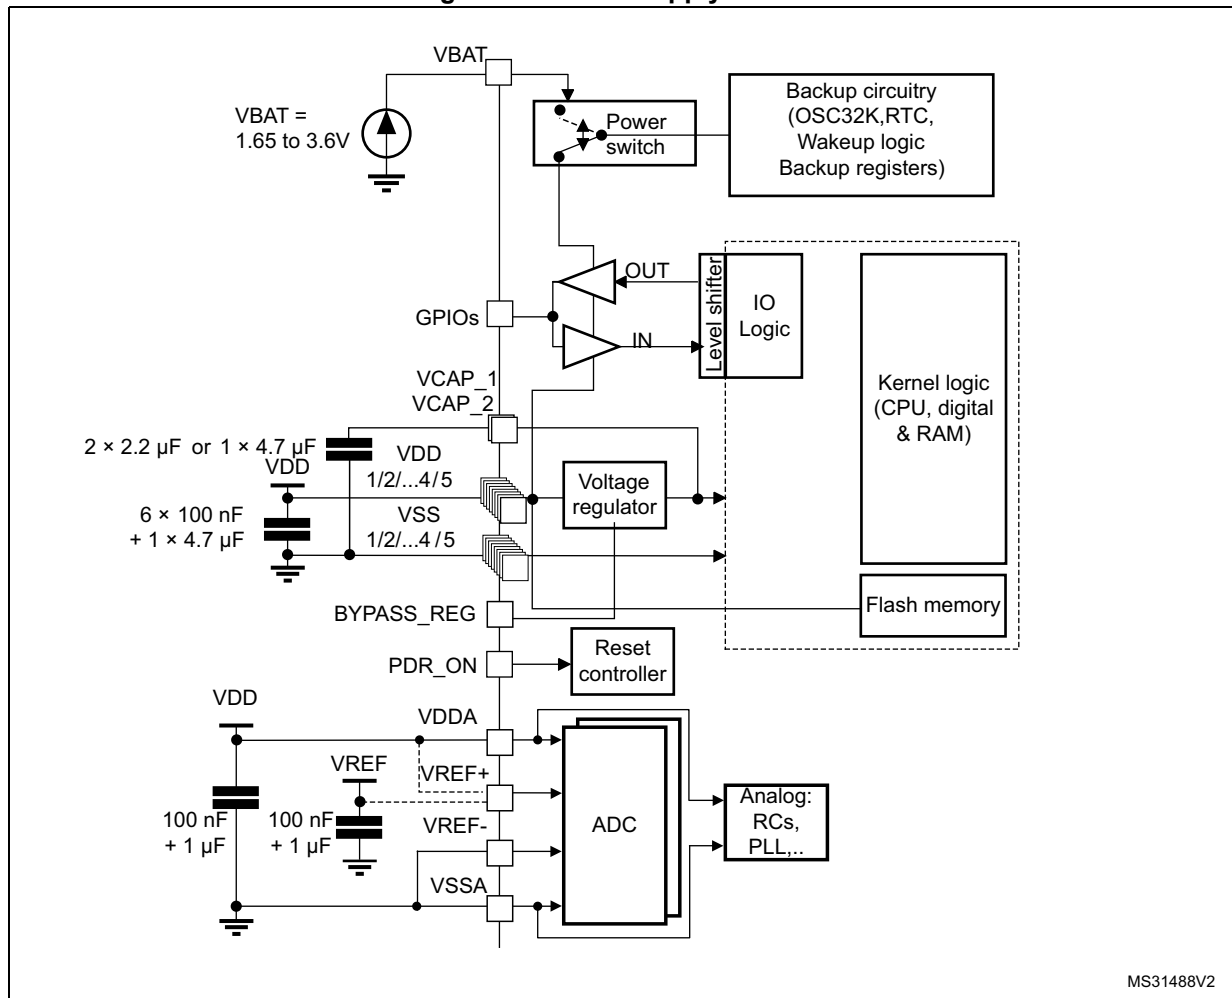 VBAT
VBAT =
1.65 to 3.6V
Power
switch
Backup circuitry
(OSC32K,RTC,
Wakeup logic
Backup registers)
OUT
Level shifter
IO
Logic
GPIOs
IN
Kernel logic
(CPU, digital
& RAM)
VCAP_1
VCAP_2
2 × 2.2 µF or 1 × 4.7 µF
VDD
VDD
1/2/...4/5
Voltage
regulator
6 × 100 nF
+ 1 × 4.7 µF
VSS
1/2/...4/5
Flash memory
BYPASS_REG
PDR_ON
Reset
controller
VDD
VDDA
VREF
VREF+
100 nF
+ 1 µF
100 nF
+ 1 µF
VREF-
ADC
Analog:
RCs,
PLL,..
VSSA
MS31488V2